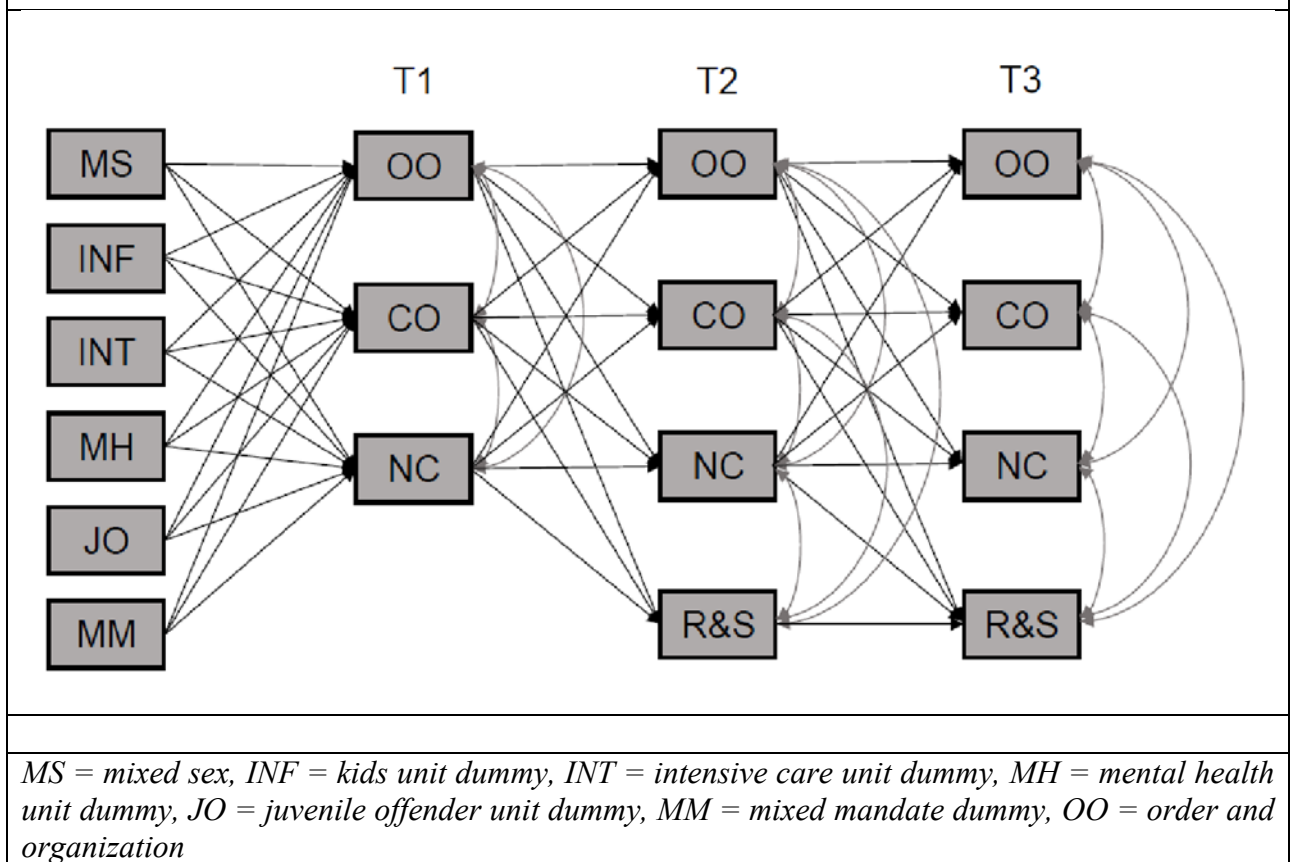 T1 T2 T3
MS OO OO OO
INF
CO CO CO
INT
MH
NC NC NC
JO
MM R&S R&S
MS = mixed sex, INF = kids unit dummy, INT = intensive care unit dummy, MH = mental health
unit dummy, JO = juvenile offender unit dummy, MM = mixed mandate dummy, OO = order and
organization